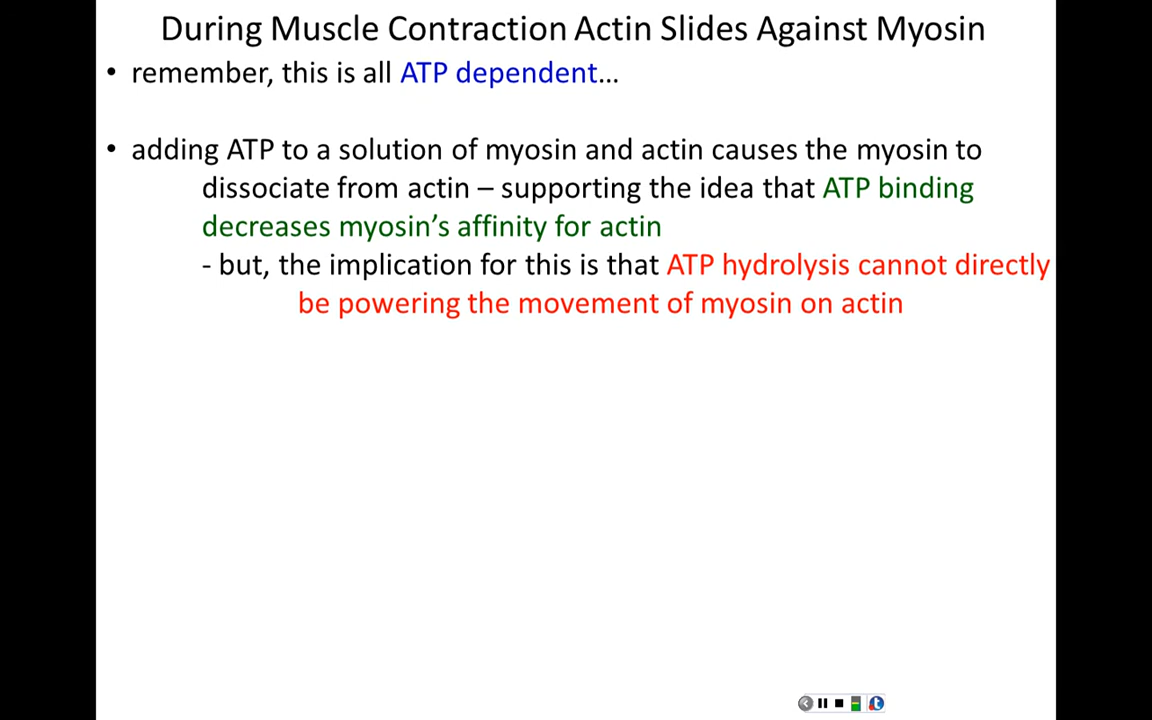 During Muscle Contraction Actin Slides Against Myosin
• remember, this is all ATP dependent…
• adding ATP to a solution of myosin and actin causes the myosin to
dissociate from actin – supporting the idea that ATP binding
decreases myosin’s affinity for actin
- but, the implication for this is that ATP hydrolysis cannot directly
be powering the movement of myosin on actin